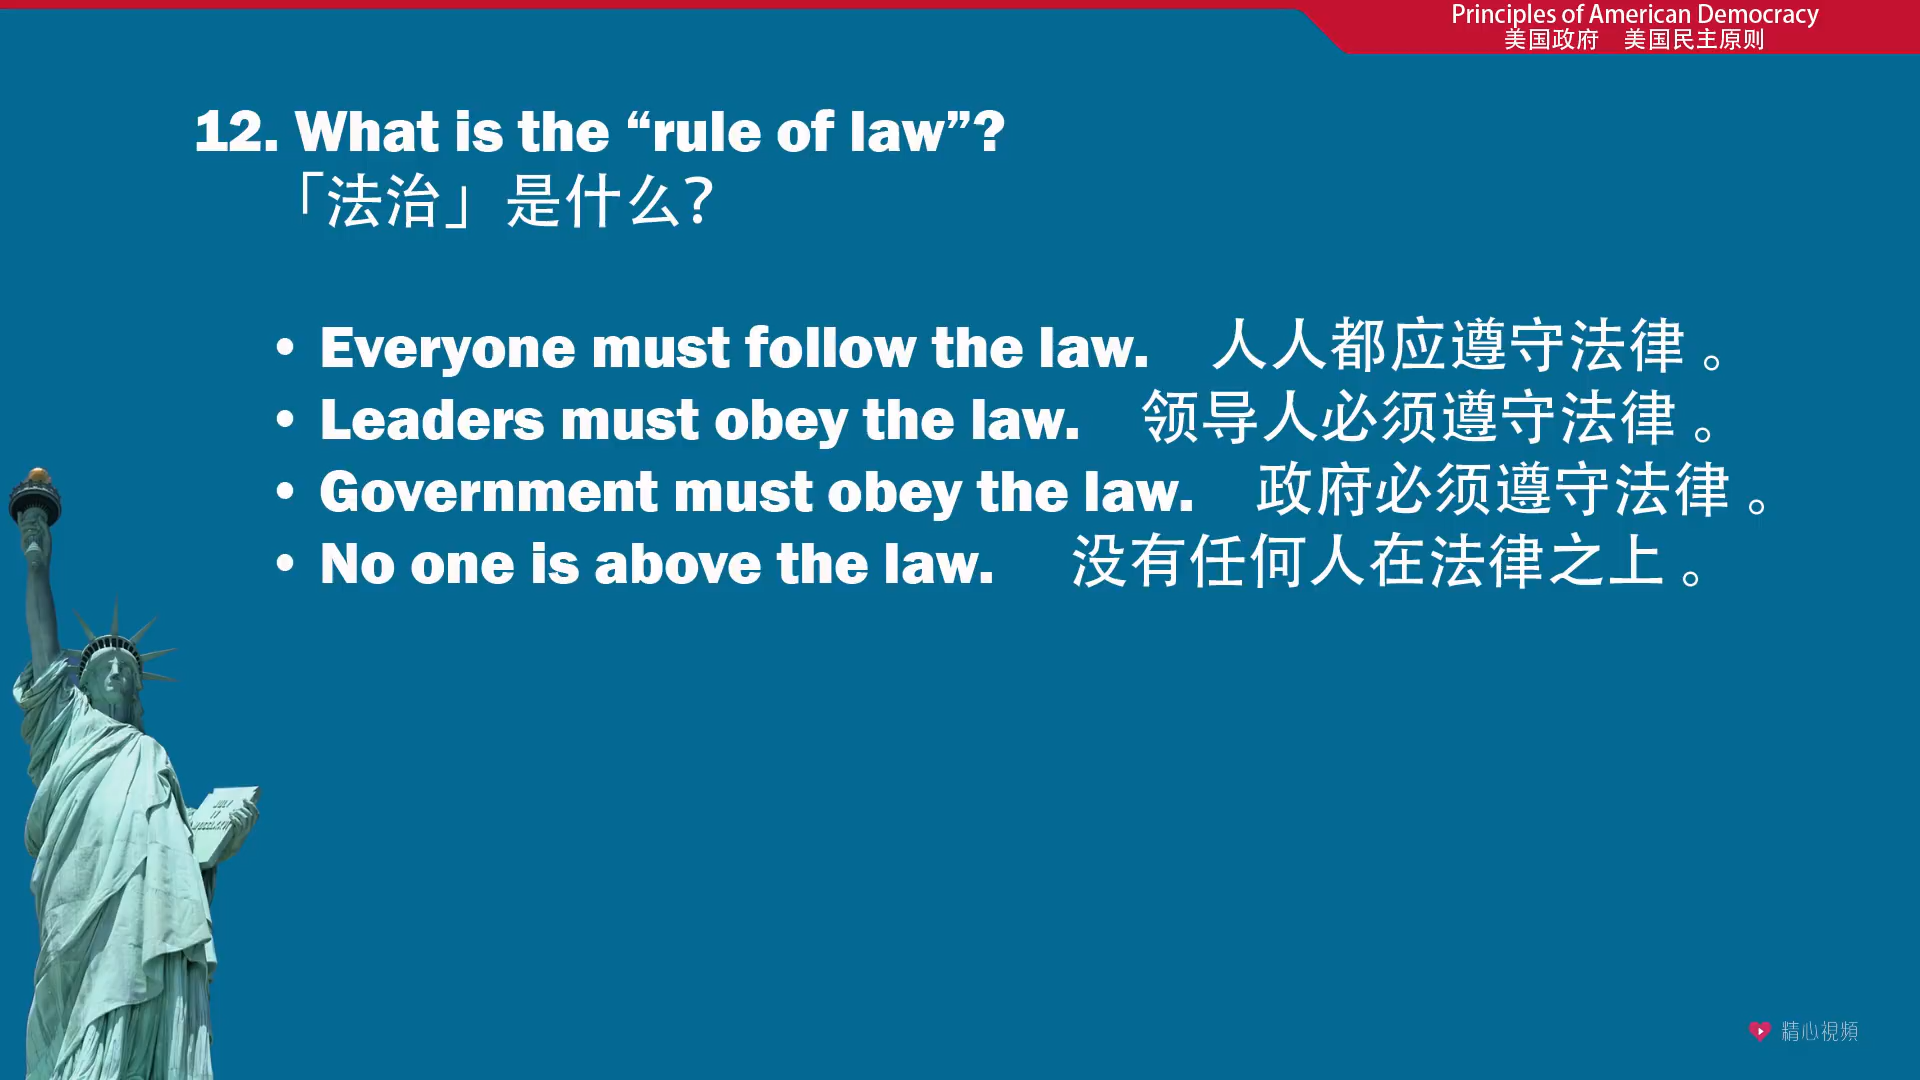 Principles of American Democracy
美国政府 美国民主原则
12. What is the “rule of law”?
「法治」是什么？
• Everyone must follow the law. 人人都应遵守法律。
• Leaders must obey the law. 领导人必须遵守法律。
• Government must obey the law. 政府必须遵守法律。
• No one is above the law. 没有任何人在法律之上。
JULY
IV
精心視頻